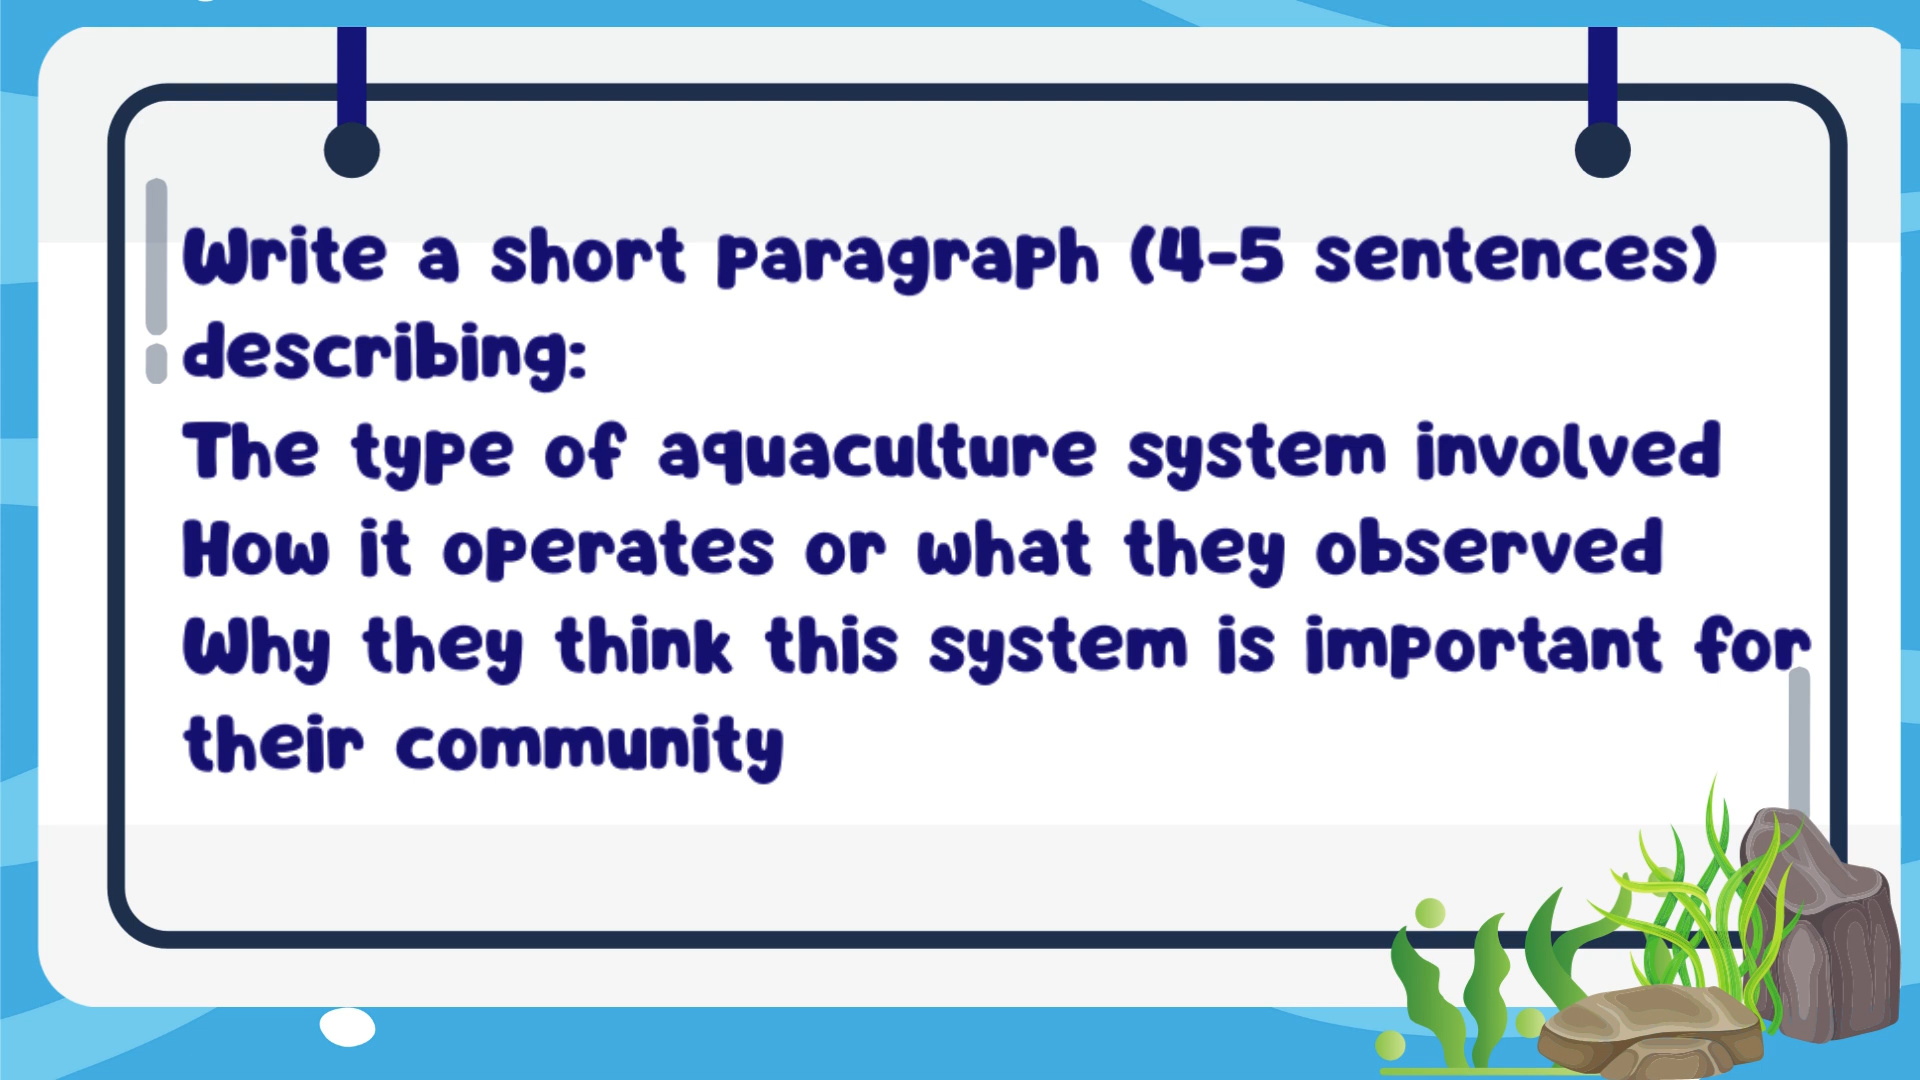 Write a short paragraph (4-5 sentences)
describing:
The type of aquaculture system involved
How it operates or what they observed
Why they think this system is important for
their community